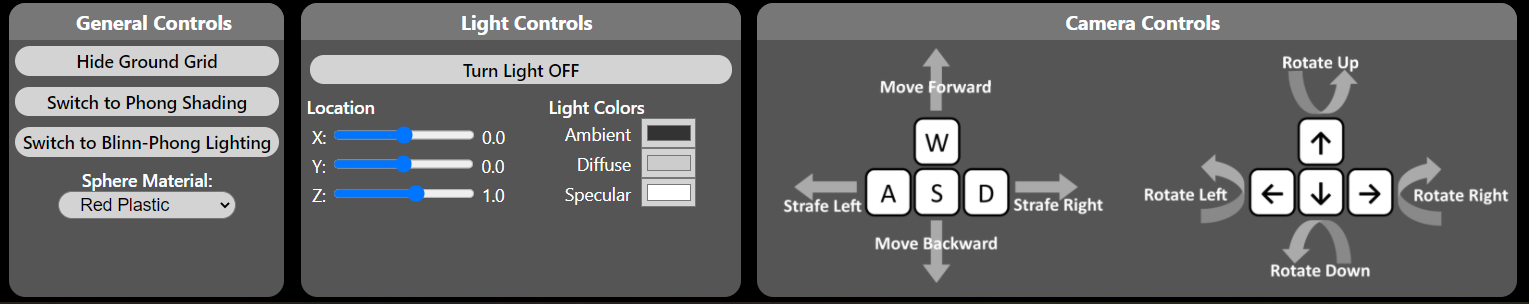 General Controls
Hide Ground Grid
Switch to Phong Shading
Switch to Blinn-Phong Lighting
Sphere Material:
Red Plastic
Light Controls
Turn Light OFF
Location
X: 0.0
Y: 0.0
Z: 1.0
Light Colors
Ambient
Diffuse
Specular
Camera Controls
Move Forward
W
A S D
Strafe Left
Strafe Right
Move Backward
Rotate Up
↑
← ↓ →
Rotate Left
Rotate Right
Rotate Down